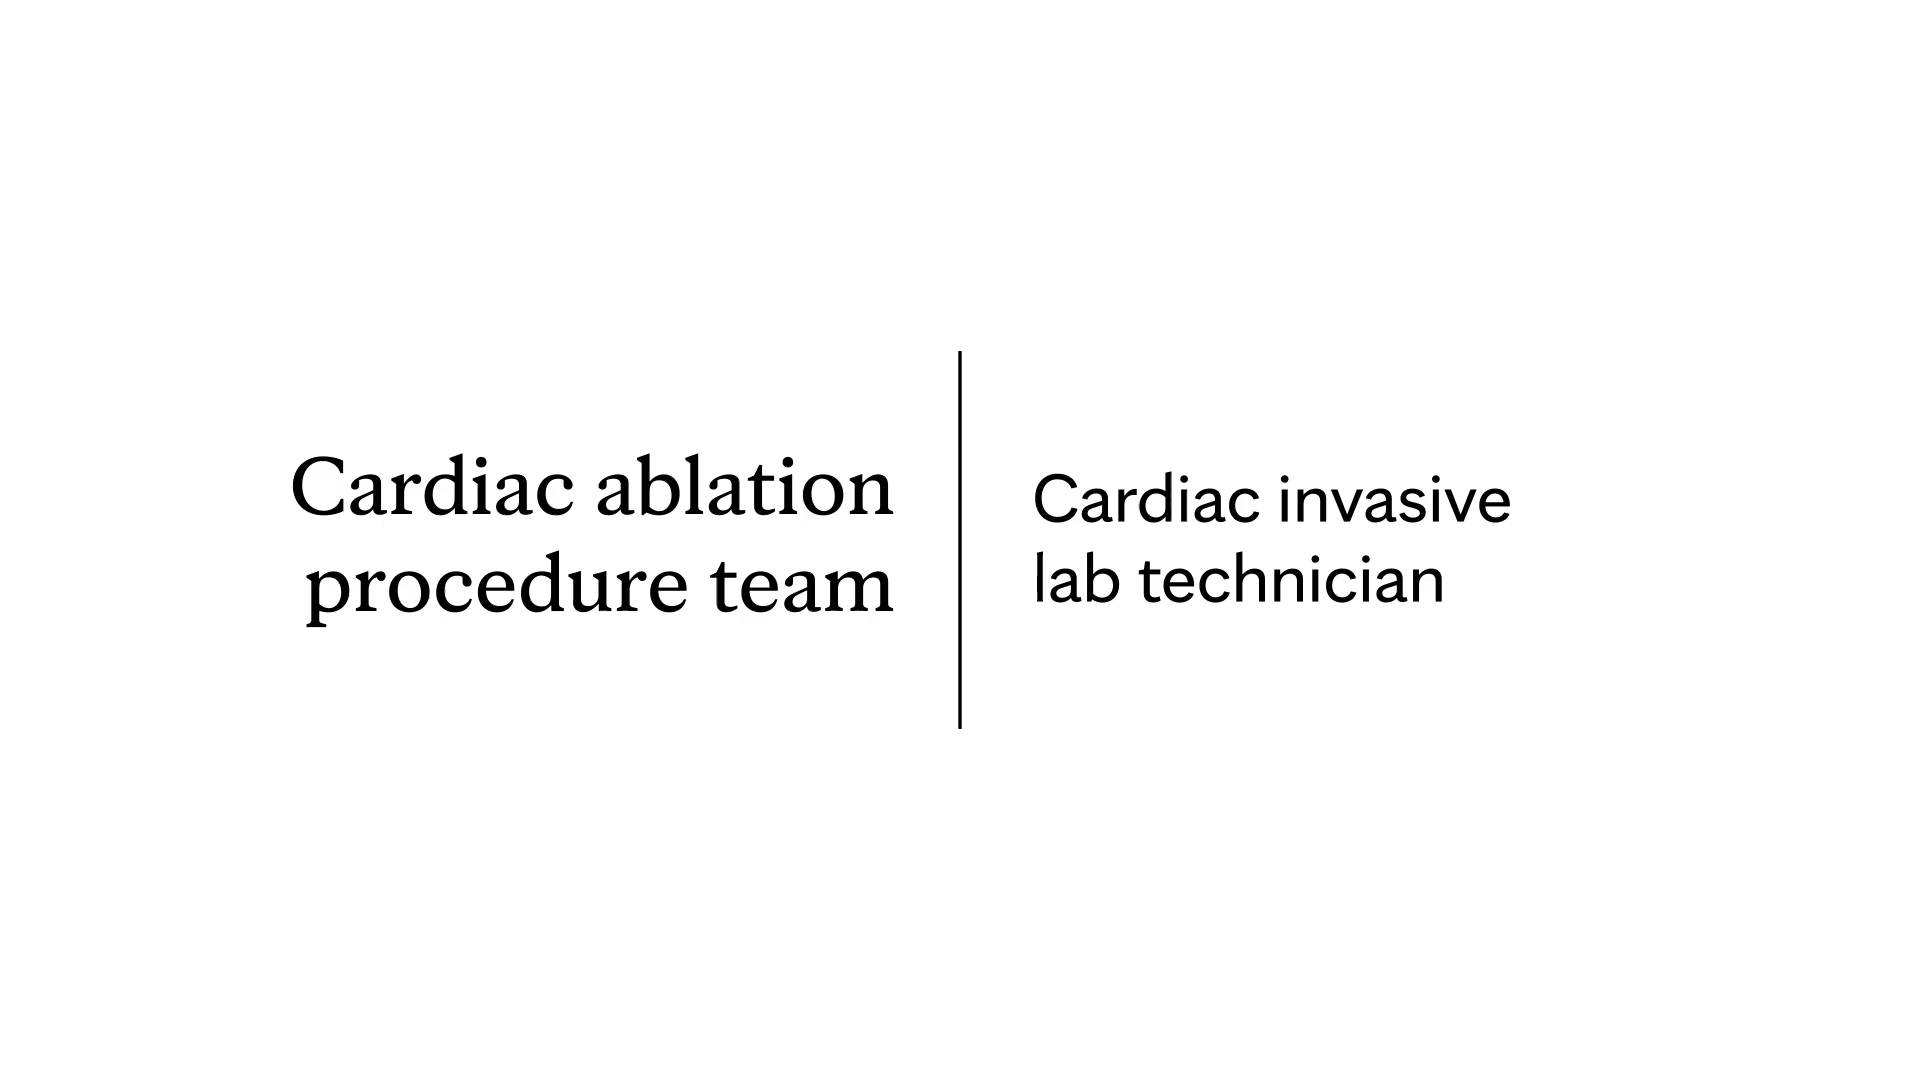 Cardiac ablation
procedure team
Cardiac invasive
lab technician